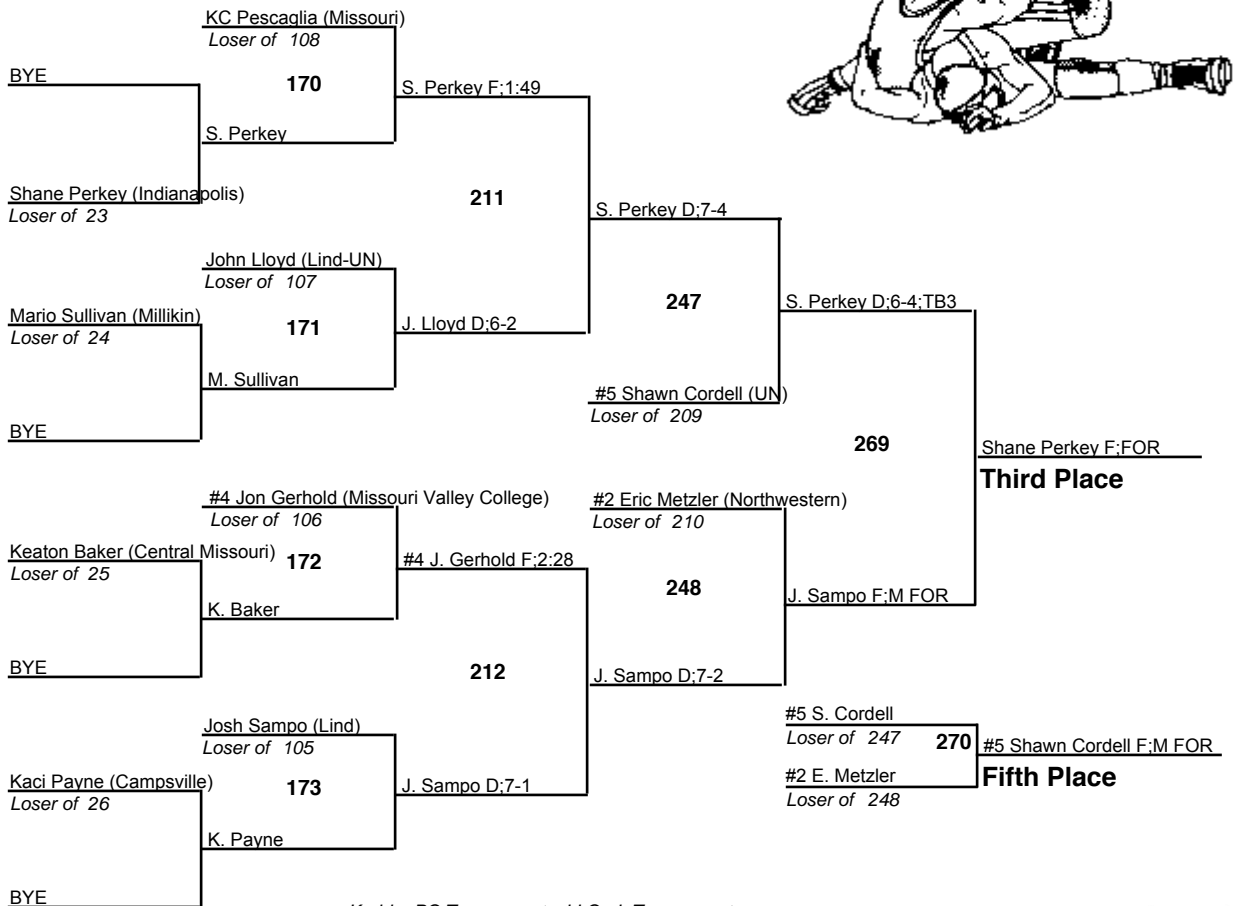 KC Pescaglia (Missouri)
Loser of 108
BYE
170
S. Perkey F;1:49
S. Perkey
Shane Perkey (Indianapolis)
Loser of 23
211
S. Perkey D;7-4
John Lloyd (Lind-UN)
Loser of 107
Mario Sullivan (Millikin)
Loser of 24
171
J. Lloyd D;6-2
247
S. Perkey D;6-4;TB3
M. Sullivan
#5 Shawn Cordell (UN)
Loser of 209
BYE
269
Shane Perkey F;FOR
Third Place
#4 Jon Gerhold (Missouri Valley College)
Loser of 106
#2 Eric Metzler (Northwestern)
Loser of 210
Keaton Baker (Central Missouri)
Loser of 25
172
#4 J. Gerhold F;2:28
248
K. Baker
J. Sampo F;M FOR
BYE
212
J. Sampo D;7-2
Josh Sampo (Lind)
Loser of 105
#5 S. Cordell
Loser of 247
270
#5 Shawn Cordell F;M FOR
Fifth Place
Kaci Payne (Campsville)
Loser of 26
173
J. Sampo D;7-1
#2 E. Metzler
Loser of 248
K. Payne
BYE